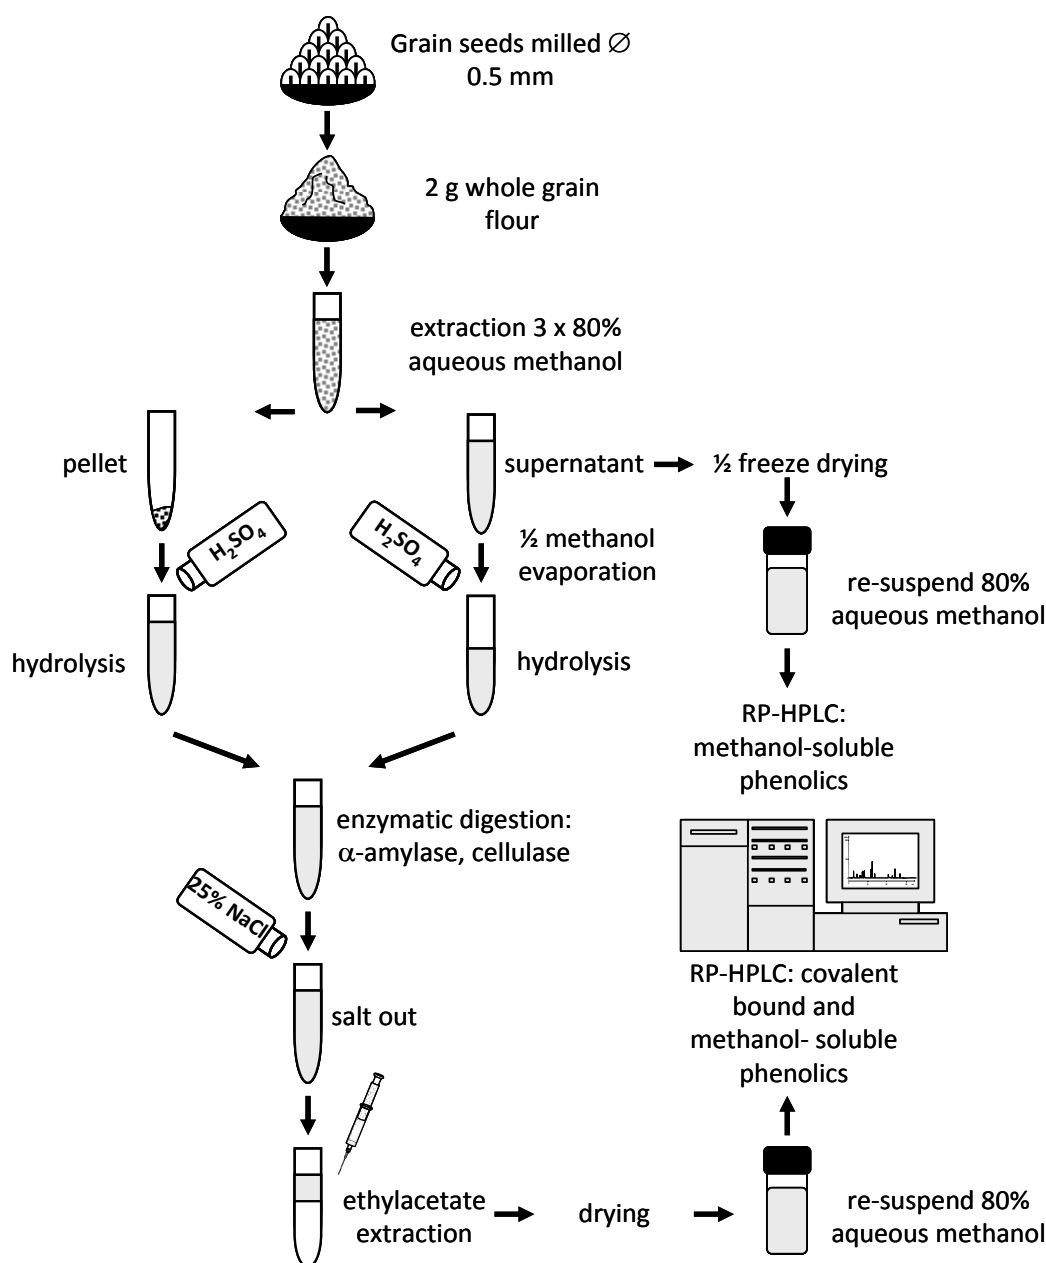 Grain seeds milled ∅
0.5 mm
2 g whole grain
flour
extraction 3 x 80%
aqueous methanol
pellet
supernatant
½ freeze drying
H₂SO₄
H₂SO₄
½ methanol
evaporation
re-suspend 80%
aqueous methanol
hydrolysis
hydrolysis
RP-HPLC:
methanol-soluble
phenolics
enzymatic digestion:
α-amylase, cellulase
25% NaCl
salt out
RP-HPLC: covalent
bound and
methanol- soluble
phenolics
ethylacetate
extraction
drying
re-suspend 80%
aqueous methanol